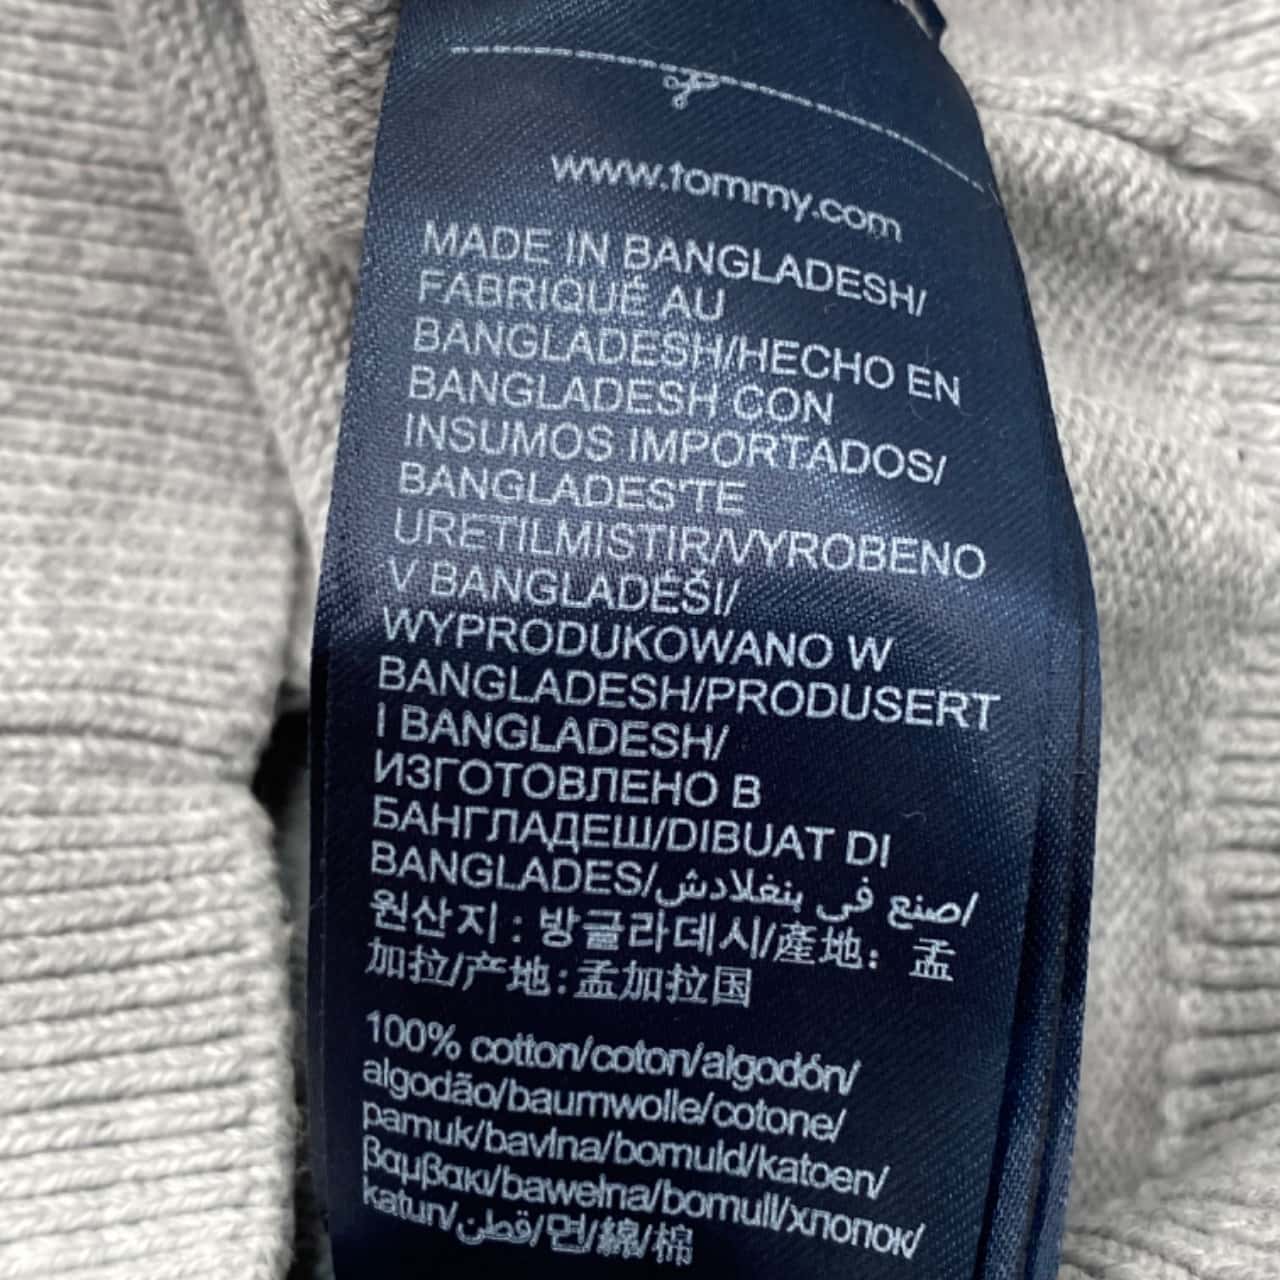 www.tommy.com
MADE IN BANGLADESH/
FABRIQUÉ AU
BANGLADESH/HECHO EN
BANGLADESH CON
INSUMOS IMPORTADOS/
BANGLADES'TE
URETILMISTIR/VYROBENO
V BANGLADÉŠI/
WYPRODUKOWANO W
BANGLADESH/PRODUSERT
I BANGLADESH/
ИЗГОТОВЛЕНО В
БАНГЛАДЕШ/DIBUAT DI
BANGLADES/صنع في بنغلادش/
원산지 : 방글라데시/產地: 孟
加拉/产地:孟加拉国
100% cotton/coton/algodón/
algodão/baumwolle/cotone/
pamuk/bavlna/bomuld/katoen/
βαμβακι/bawełna/bomull/хлопок/
katun/قطن/면/綿/棉